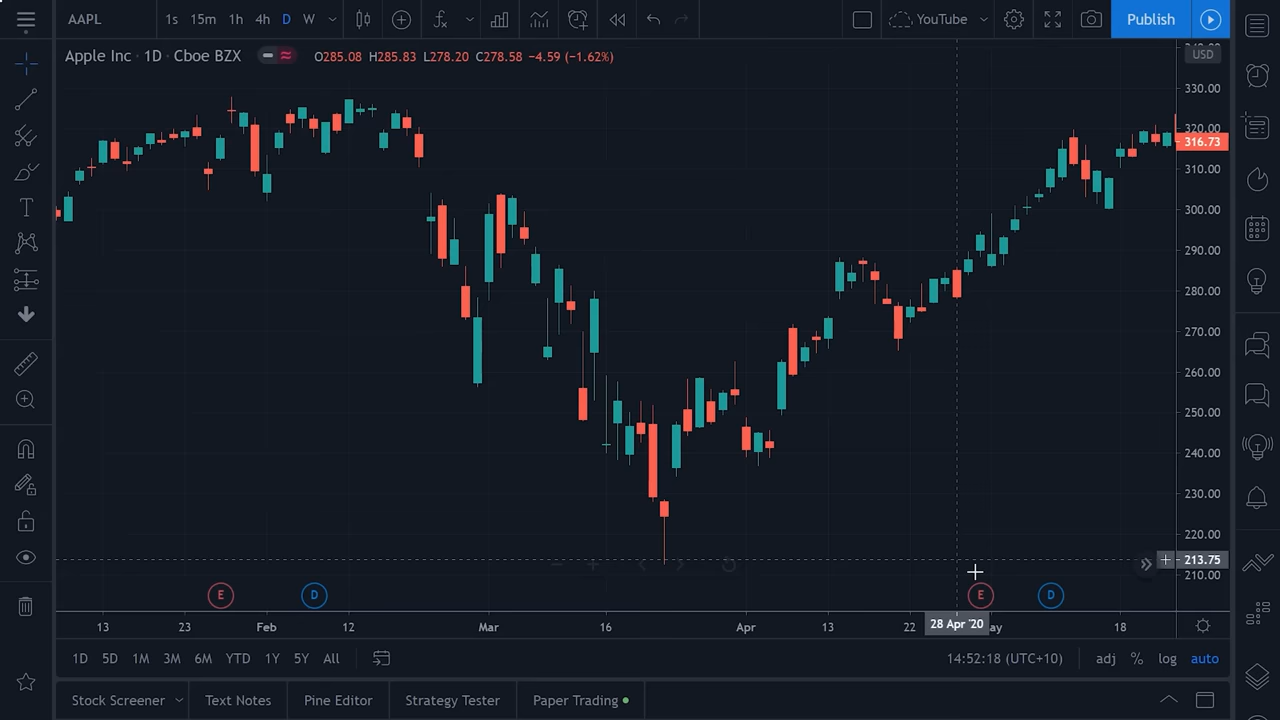 AAPL 1s 15m 1h 4h D W YouTube Publish
Apple Inc · 1D · Cboe BZX O285.08 H285.83 L278.20 C278.58 −4.59 (−1.62%)
USD
330.00
320.00
316.73
310.00
300.00
290.00
280.00
270.00
260.00
250.00
240.00
230.00
220.00
213.75
210.00
E D E D
13 23 Feb 12 Mar 16 Apr 13 22 28 Apr '20 18
1D 5D 1M 3M 6M YTD 1Y 5Y All 14:52:18 (UTC+10) adj % log auto
Stock Screener Text Notes Pine Editor Strategy Tester Paper Trading